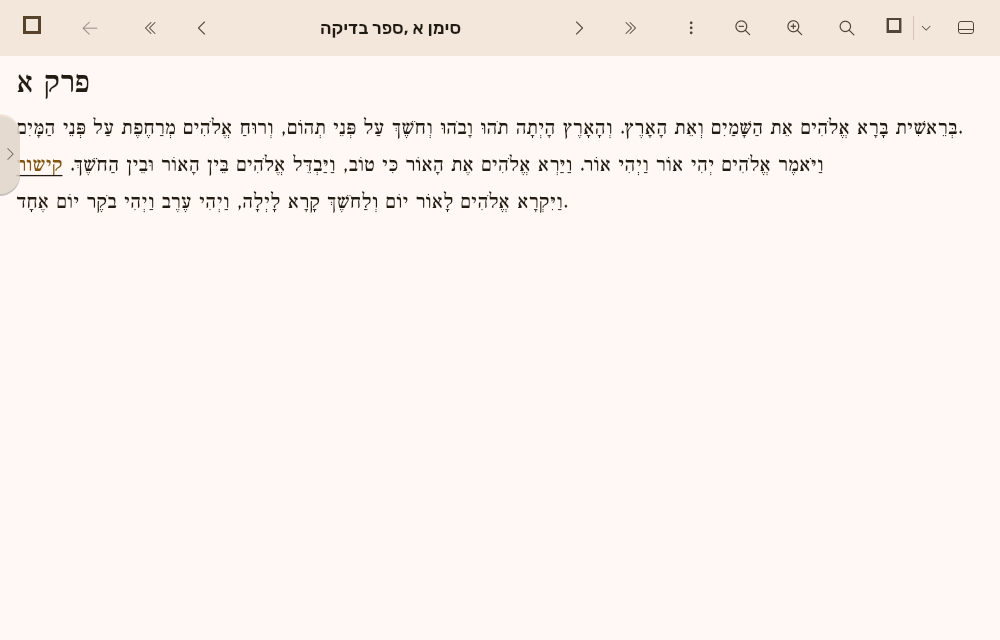 סימן א, ספר בדיקה
פרק א
בְּרֵאשִׁית בָּרָא אֱלֹהִים אֵת הַשָּׁמַיִם וְאֵת הָאָרֶץ. וְהָאָרֶץ הָיְתָה תֹהוּ וָבֹהוּ וְחֹשֶׁךְ עַל פְּנֵי תְהוֹם, וְרוּחַ אֱלֹהִים מְרַחֶפֶת עַל פְּנֵי הַמָּיִם.
וַיֹּאמֶר אֱלֹהִים יְהִי אוֹר וַיְהִי אוֹר. וַיַּרְא אֱלֹהִים אֶת הָאוֹר כִּי טוֹב, וַיַּבְדֵּל אֱלֹהִים בֵּין הָאוֹר וּבֵין הַחֹשֶׁךְ. קישור
וַיִּקְרָא אֱלֹהִים לָאוֹר יוֹם וְלַחֹשֶׁךְ קָרָא לָיְלָה, וַיְהִי עֶרֶב וַיְהִי בֹקֶר יוֹם אֶחָד.